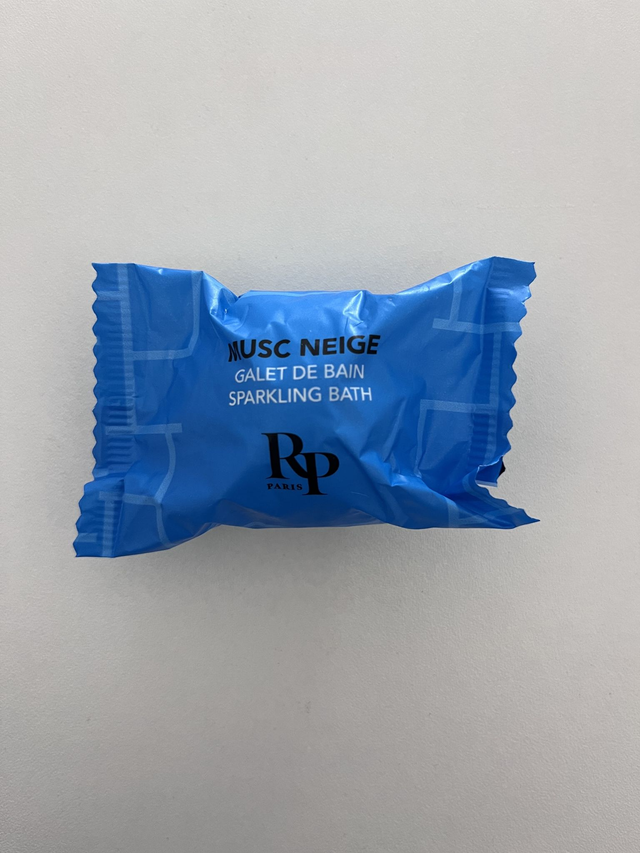 MUSC NEIGE
GALET DE BAIN
SPARKLING BATH
RP
PARIS